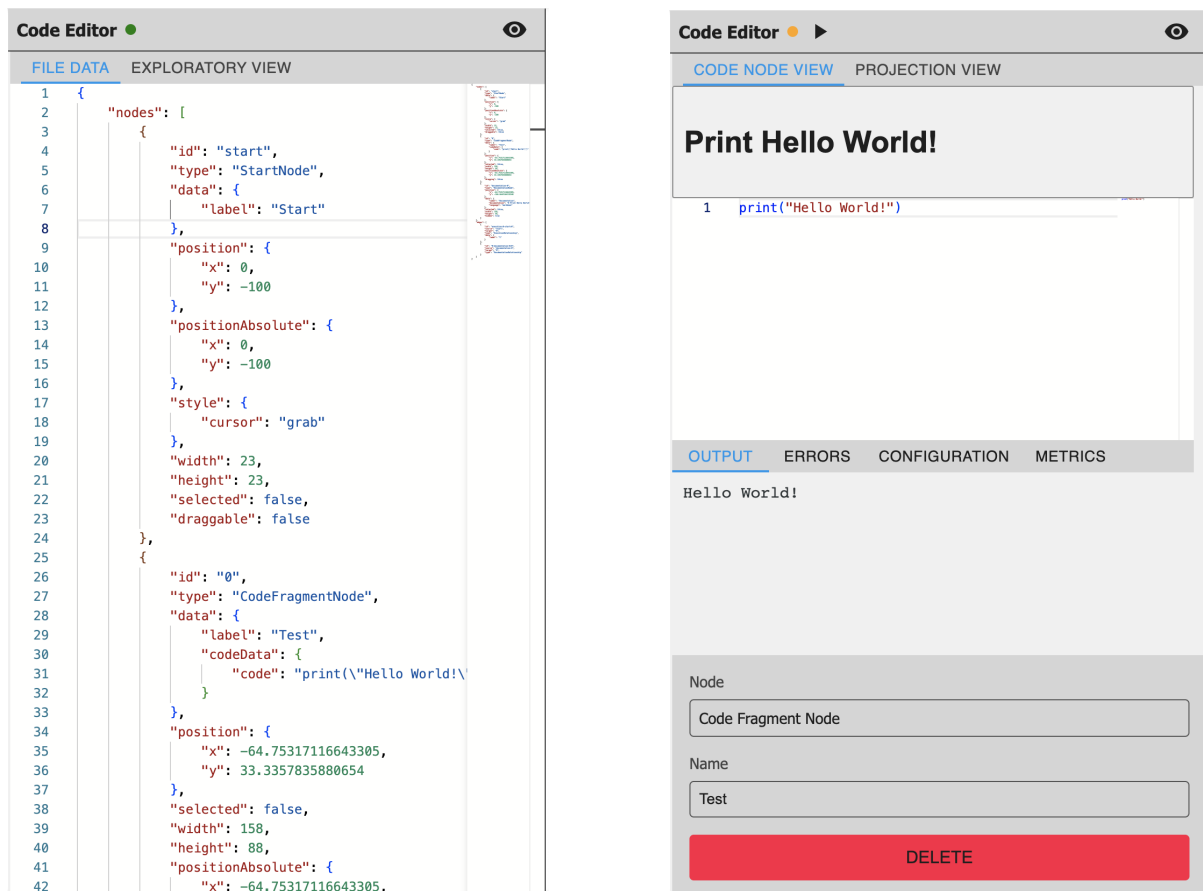 Code Editor
FILE DATA EXPLORATORY VIEW
1 {
2 "nodes": [
3 {
4 "id": "start",
5 "type": "StartNode",
6 "data": {
7 "label": "Start"
8 },
9 "position": {
10 "x": 0,
11 "y": -100
12 },
13 "positionAbsolute": {
14 "x": 0,
15 "y": -100
16 },
17 "style": {
18 "cursor": "grab"
19 },
20 "width": 23,
21 "height": 23,
22 "selected": false,
23 "draggable": false
24 },
25 {
26 "id": "0",
27 "type": "CodeFragmentNode",
28 "data": {
29 "label": "Test",
30 "codeData": {
31 "code": "print(\"Hello World!\"
32 }
33 },
34 "position": {
35 "x": -64.75317116643305,
36 "y": 33.3357835880654
37 },
38 "selected": false,
39 "width": 158,
40 "height": 88,
41 "positionAbsolute": {
42 "x": -64.75317116643305,
Code Editor
CODE NODE VIEW PROJECTION VIEW
Print Hello World!
1 print("Hello World!")
OUTPUT ERRORS CONFIGURATION METRICS
Hello World!
Node
Code Fragment Node
Name
Test
DELETE